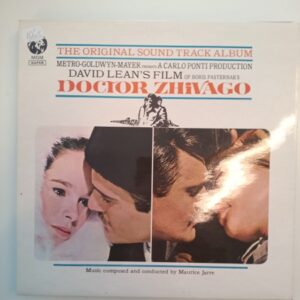 MGM
THE ORIGINAL SOUND TRACK ALBUM
METRO-GOLDWYN-MAYER PRESENTS A CARLO PONTI PRODUCTION
DAVID LEAN'S FILM OF BORIS PASTERNAK'S
DOCTOR ZHIVAGO
Music composed and conducted by Maurice Jarre